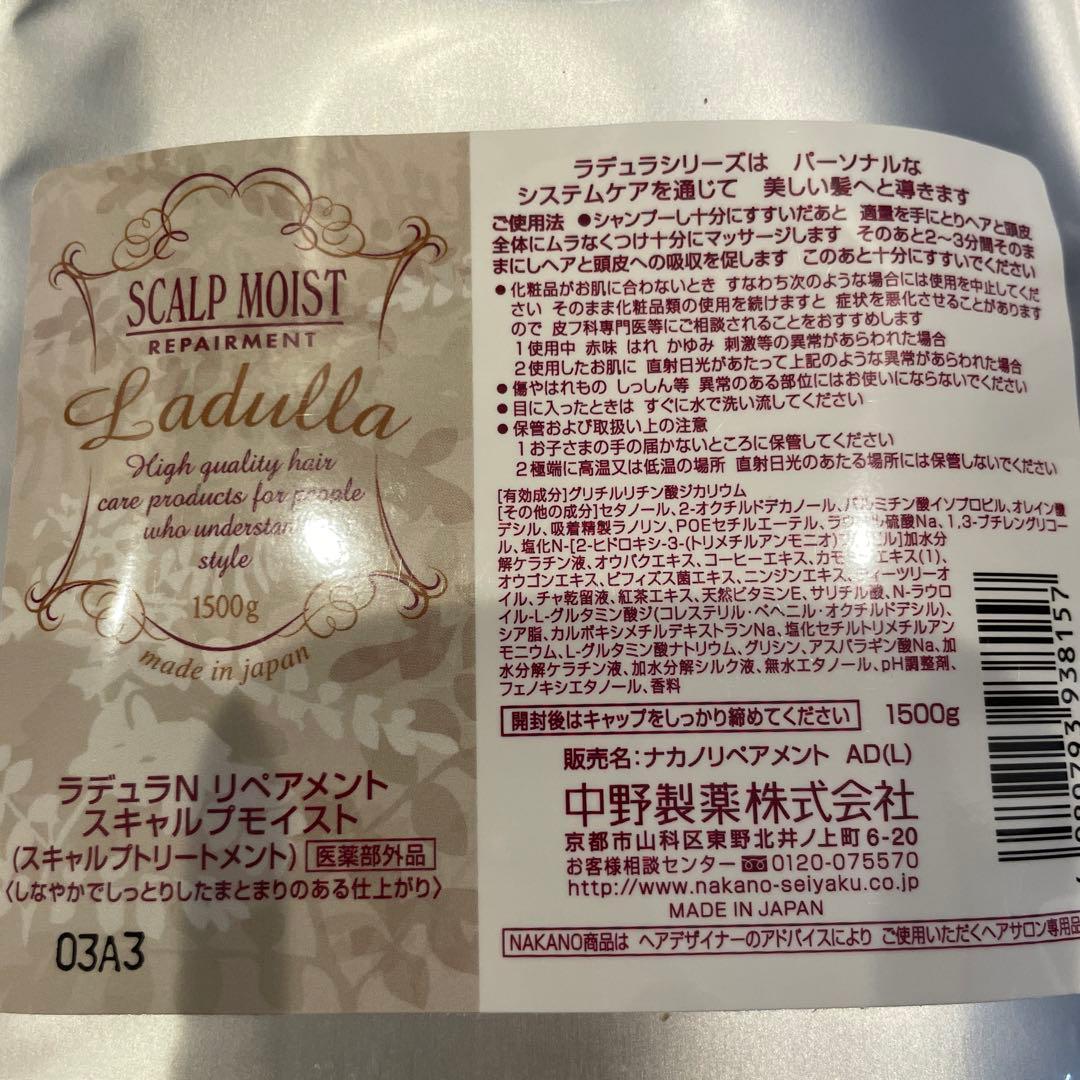 SCALP MOIST
REPAIRMENT
Ladulla
High quality hair
care products for people
who understan
style
1500g
made in japan
ラデュラN リペアメント
スキャルプモイスト
(スキャルプトリートメント) 医薬部外品
〈しなやかでしっとりしたまとまりのある仕上がり〉
03A3
ラデュラシリーズは パーソナルな
システムケアを通じて 美しい髪へと導きます
ご使用法 ●シャンプーし十分にすすいだあと 適量を手にとりヘアと頭皮
全体にムラなくつけ十分にマッサージします そのあと2〜3分間そのま
まにしヘアと頭皮への吸収を促します このあと十分にすすいでください
●化粧品がお肌に合わないとき すなわち次のような場合には使用を中止してくだ
さい そのまま化粧品類の使用を続けますと 症状を悪化させることがあります
ので 皮フ科専門医等にご相談されることをおすすめします
1使用中 赤味 はれ かゆみ 刺激等の異常があらわれた場合
2使用したお肌に 直射日光があたって上記のような異常があらわれた場合
●傷やはれもの しっしん等 異常のある部位にはお使いにならないでください
●目に入ったときは すぐに水で洗い流してください
●保管および取扱い上の注意
1お子さまの手の届かないところに保管してください
2極端に高温又は低温の場所 直射日光のあたる場所には保管しないでください
[有効成分]グリチルリチン酸ジカリウム
[その他の成分]セタノール、2-オクチルドデカノール、パルミチン酸イソプロピル、オレイン酸
デシル、吸着精製ラノリン、POEセチルエーテル、ラウリル硫酸Na、1,3-ブチレングリコー
ル、塩化N-[2-ヒドロキシ-3-(トリメチルアンモニオ)プロピル]加水分
解ケラチン液、オウバクエキス、コーヒーエキス、カモミラエキス(1)、
オウゴンエキス、ビフィズス菌エキス、ニンジンエキス、ティーツリーオ
イル、チャ乾留液、紅茶エキス、天然ビタミンE、サリチル酸、N-ラウロ
イル-L-グルタミン酸ジ(コレステリル・ベヘニル・オクチルドデシル)、
シア脂、カルボキシメチルデキストランNa、塩化セチルトリメチルアン
モニウム、L-グルタミン酸ナトリウム、グリシン、アスパラギン酸Na、加
水分解ケラチン液、加水分解シルク液、無水エタノール、pH調整剤、
フェノキシエタノール、香料
開封後はキャップをしっかり締めてください 1500g
販売名:ナカノリペアメント AD(L)
中野製薬株式会社
京都市山科区東野北井ノ上町6-20
お客様相談センター 0120-075570
http://www.nakano-seiyaku.co.jp
MADE IN JAPAN
NAKANO商品は ヘアデザイナーのアドバイスにより ご使用いただくヘアサロン専用品
938157